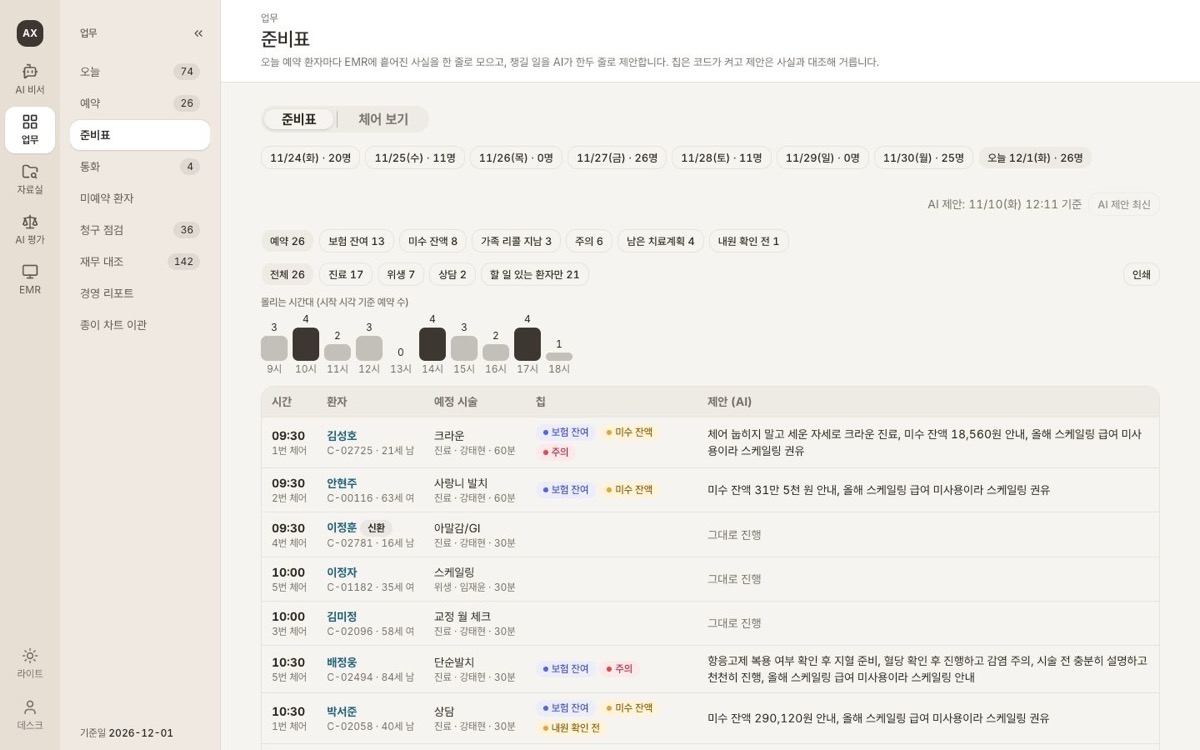 AX
AI 비서
업무
자료실
AI 평가
EMR
라이트
데스크
업무 «
오늘 74
예약 26
준비표
통화 4
미예약 환자
청구 점검 36
재무 대조 142
경영 리포트
종이 차트 이관
기준일 2026-12-01
업무
준비표
오늘 예약 환자마다 EMR에 흩어진 사실을 한 줄로 모으고, 챙길 일을 AI가 한두 줄로 제안합니다. 칩은 코드가 켜고 제안은 사실과 대조해 거릅니다.
준비표 체어 보기
11/24(화) · 20명 11/25(수) · 11명 11/26(목) · 0명 11/27(금) · 26명 11/28(토) · 11명 11/29(일) · 0명 11/30(월) · 25명 오늘 12/1(화) · 26명
AI 제안: 11/10(화) 12:11 기준 AI 제안 최신
예약 26 보험 잔여 13 미수 잔액 8 가족 리콜 지남 3 주의 6 남은 치료계획 4 내원 확인 전 1
전체 26 진료 17 위생 7 상담 2 할 일 있는 환자만 21 인쇄
몰리는 시간대 (시작 시각 기준 예약 수)
3 4 2 3 0 4 3 2 4 1
9시 10시 11시 12시 13시 14시 15시 16시 17시 18시
시간 환자 예정 시술 칩 제안 (AI)
09:30 김성호 크라운 보험 잔여 미수 잔액 체어 눕히지 말고 세운 자세로 크라운 진료, 미수 잔액 18,560원 안내, 올해 스케일링 급여 미사
1번 체어 C-02725 · 21세 남 진료 · 강태현 · 60분 주의 용이라 스케일링 권유
09:30 안현주 사랑니 발치 보험 잔여 미수 잔액 미수 잔액 31만 5천 원 안내, 올해 스케일링 급여 미사용이라 스케일링 권유
2번 체어 C-00116 · 63세 여 진료 · 강태현 · 60분
09:30 이정훈 신환 아말감/GI 그대로 진행
4번 체어 C-02781 · 16세 남 진료 · 강태현 · 30분
10:00 이정자 스케일링 그대로 진행
5번 체어 C-01182 · 35세 여 위생 · 임재윤 · 30분
10:00 김미정 교정 월 체크 그대로 진행
3번 체어 C-02096 · 58세 여 진료 · 강태현 · 30분
10:30 배정웅 단순발치 보험 잔여 주의 항응고제 복용 여부 확인 후 지혈 준비, 혈당 확인 후 진행하고 감염 주의, 시술 전 충분히 설명하고
5번 체어 C-02494 · 84세 남 진료 · 강태현 · 30분 천천히 진행, 올해 스케일링 급여 미사용이라 스케일링 안내
10:30 박서준 상담 보험 잔여 미수 잔액 미수 잔액 290,120원 안내, 올해 스케일링 급여 미사용이라 스케일링 권유
1번 체어 C-02058 · 40세 남 진료 · 강태현 · 30분 내원 확인 전